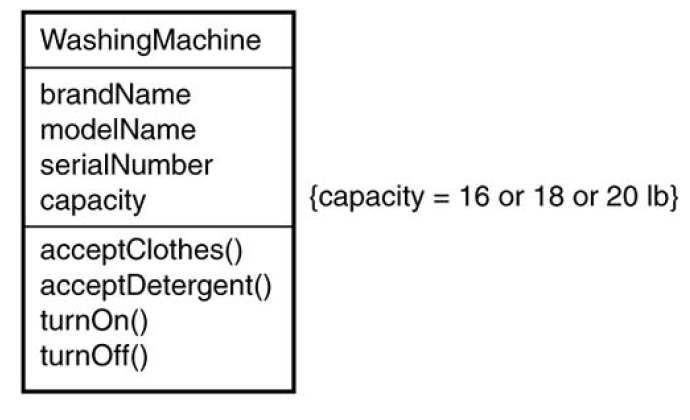 WashingMachine
brandName
modelName
serialNumber
capacity
{capacity = 16 or 18 or 20 lb}
acceptClothes()
acceptDetergent()
turnOn()
turnOff()